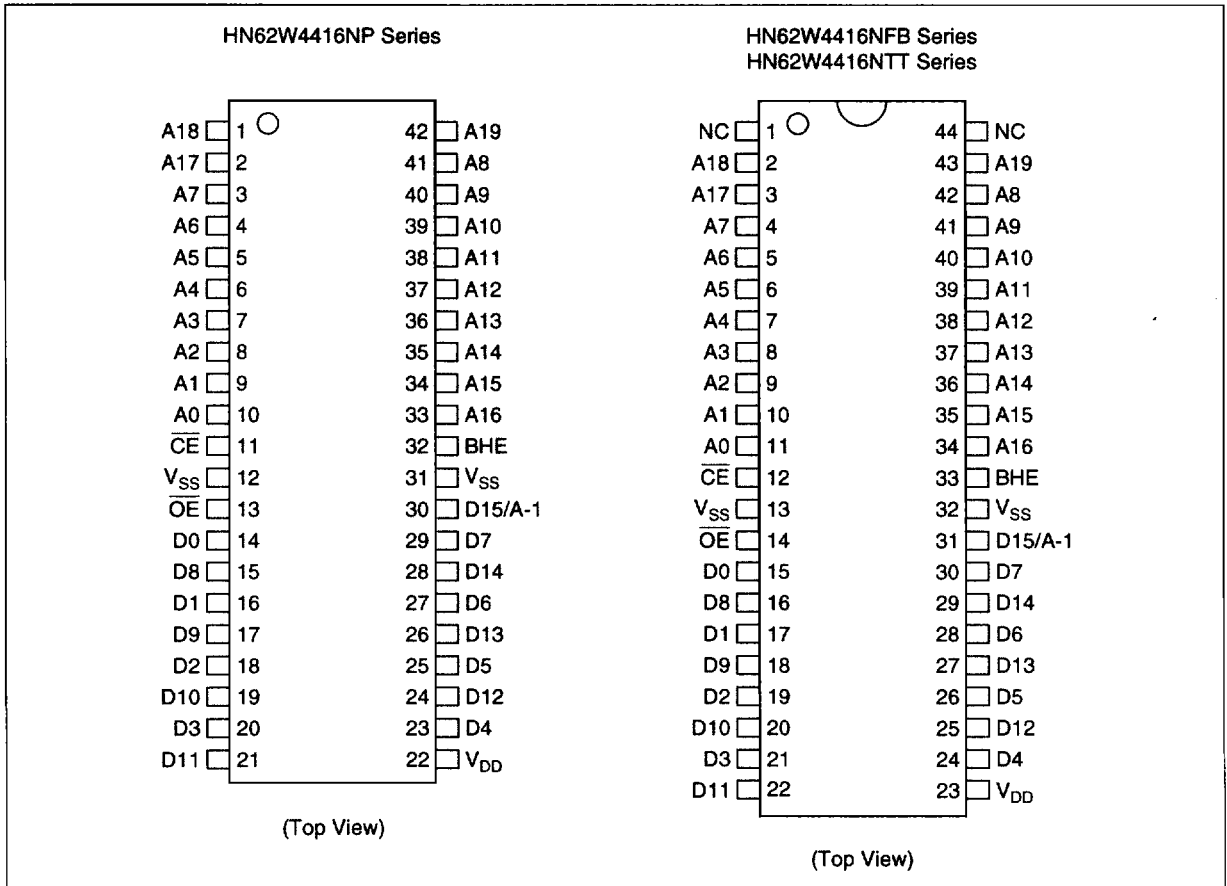 HN62W4416NP Series
A18 1 42 A19
A17 2 41 A8
A7 3 40 A9
A6 4 39 A10
A5 5 38 A11
A4 6 37 A12
A3 7 36 A13
A2 8 35 A14
A1 9 34 A15
A0 10 33 A16
C̅E̅ 11 32 BHE
VSS 12 31 VSS
O̅E̅ 13 30 D15/A-1
D0 14 29 D7
D8 15 28 D14
D1 16 27 D6
D9 17 26 D13
D2 18 25 D5
D10 19 24 D12
D3 20 23 D4
D11 21 22 VDD
(Top View)
HN62W4416NFB Series
HN62W4416NTT Series
NC 1 44 NC
A18 2 43 A19
A17 3 42 A8
A7 4 41 A9
A6 5 40 A10
A5 6 39 A11
A4 7 38 A12
A3 8 37 A13
A2 9 36 A14
A1 10 35 A15
A0 11 34 A16
C̅E̅ 12 33 BHE
VSS 13 32 VSS
O̅E̅ 14 31 D15/A-1
D0 15 30 D7
D8 16 29 D14
D1 17 28 D6
D9 18 27 D13
D2 19 26 D5
D10 20 25 D12
D3 21 24 D4
D11 22 23 VDD
(Top View)